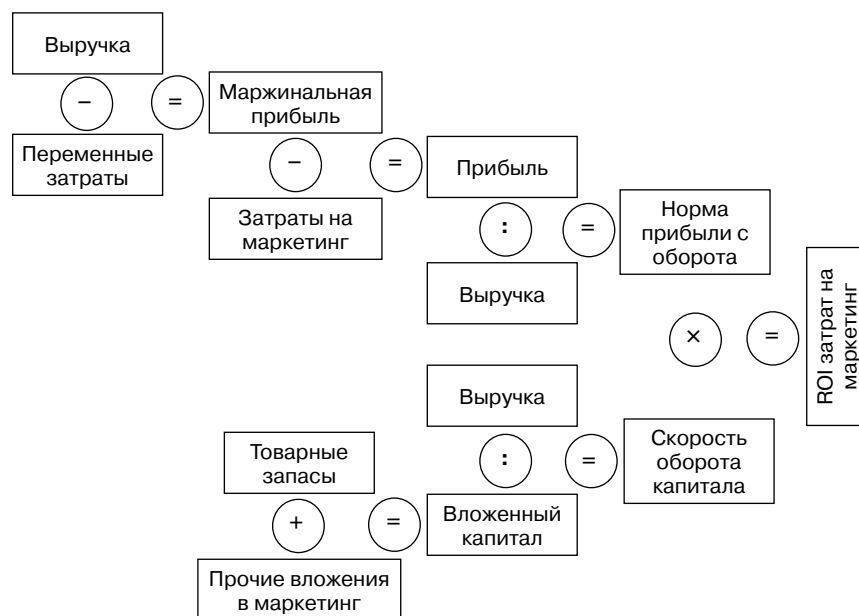 Выручка
−
=
Переменные
затраты
Маржинальная
прибыль
−
=
Затраты на
маркетинг
Прибыль
:
=
Выручка
Норма
прибыли с
оборота
×
=
ROI затрат на
маркетинг
Выручка
:
=
Скорость
оборота
капитала
Товарные
запасы
+
=
Вложенный
капитал
Прочие вложения
в маркетинг